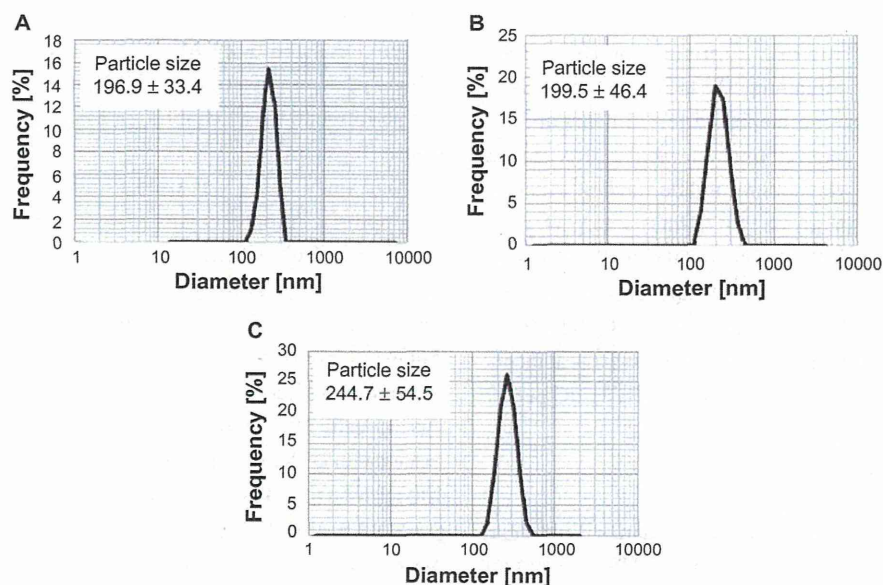 A
Frequency [%]
18
16
14
12
10
8
6
4
2
0
Particle size
196.9 ± 33.4
1 10 100 1000 10000
Diameter [nm]
B
Frequency [%]
25
20
15
10
5
0
Particle size
199.5 ± 46.4
1 10 100 1000 10000
Diameter [nm]
C
Frequency [%]
30
25
20
15
10
5
0
Particle size
244.7 ± 54.5
1 10 100 1000 10000
Diameter [nm]